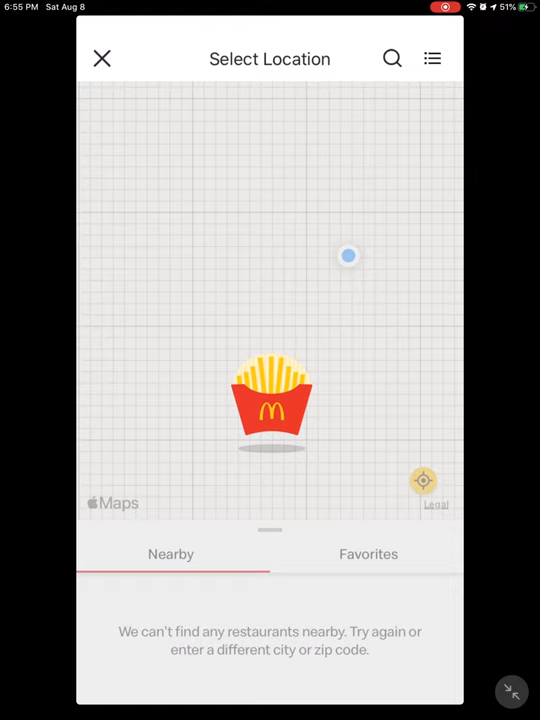 6:55 PM Sat Aug 8
51%
Select Location
Maps
Legal
Nearby
Favorites
We can't find any restaurants nearby. Try again or
enter a different city or zip code.